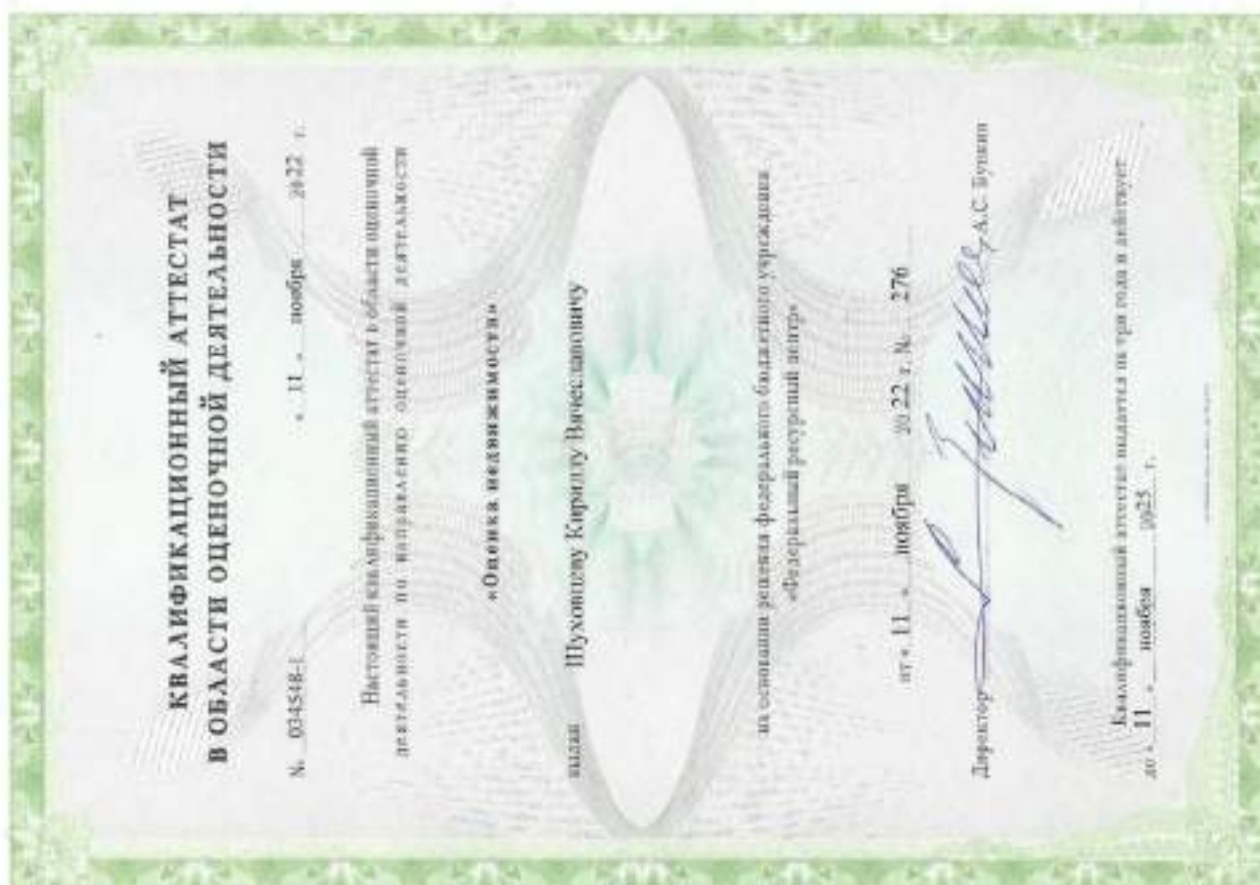 КВАЛИФИКАЦИОННЫЙ АТТЕСТАТ
В ОБЛАСТИ ОЦЕНОЧНОЙ ДЕЯТЕЛЬНОСТИ
№ 034548-1 « 11 » ноября 2022 г.
Настоящий квалификационный аттестат в области оценочной
деятельности по направлению оценочной деятельности
«Оценка недвижимости»
выдан Шуховцеву Кириллу Вячеславовичу
на основании решения федерального бюджетного учреждения
«Федеральный ресурсный центр»
от « 11 » ноября 2022 г. № 276
Директор А.С. Бункин
Квалификационный аттестат выдается на три года и действует
до « 11 » ноября 2025 г.